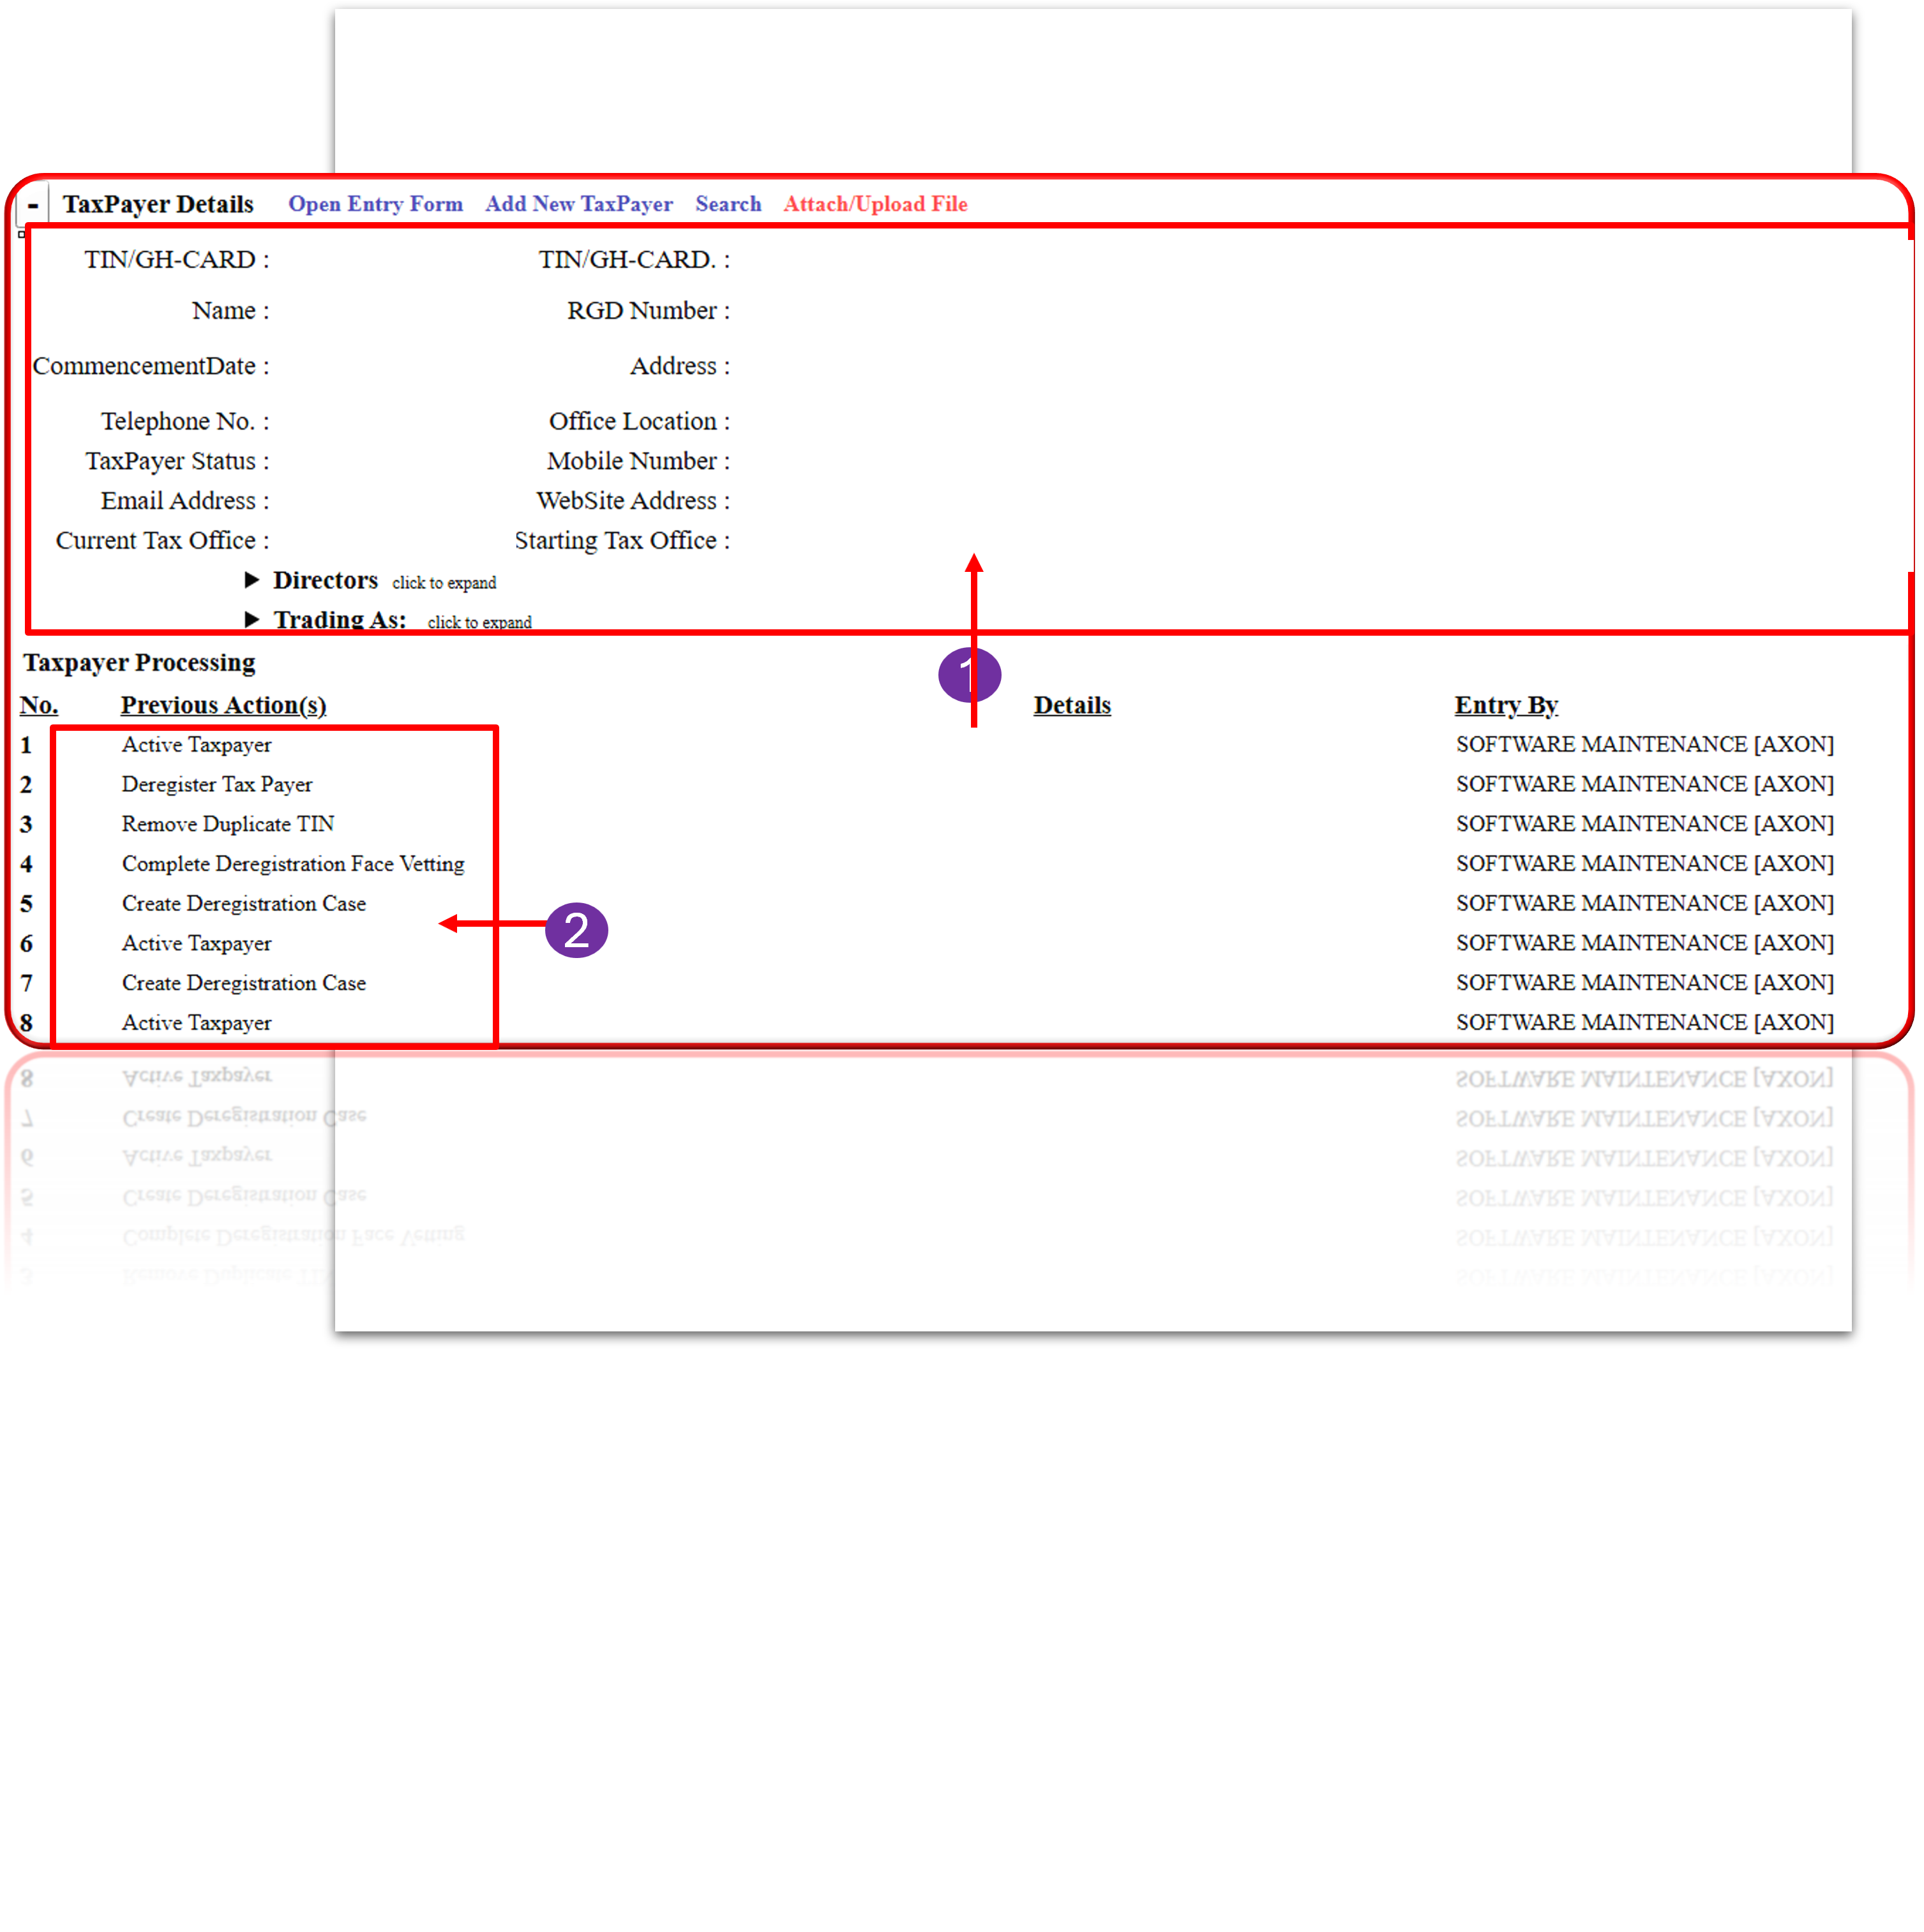 - TaxPayer Details Open Entry Form Add New TaxPayer Search Attach/Upload File
TIN/GH-CARD : TIN/GH-CARD. :
Name : RGD Number :
CommencementDate : Address :
Telephone No. : Office Location :
TaxPayer Status : Mobile Number :
Email Address : WebSite Address :
Current Tax Office : Starting Tax Office :
▶ Directors click to expand
▶ Trading As: click to expand
Taxpayer Processing
1
No. Previous Action(s) Details Entry By
1 Active Taxpayer SOFTWARE MAINTENANCE [AXON]
2 Deregister Tax Payer SOFTWARE MAINTENANCE [AXON]
3 Remove Duplicate TIN SOFTWARE MAINTENANCE [AXON]
4 Complete Deregistration Face Vetting SOFTWARE MAINTENANCE [AXON]
5 Create Deregistration Case SOFTWARE MAINTENANCE [AXON]
2
6 Active Taxpayer SOFTWARE MAINTENANCE [AXON]
7 Create Deregistration Case SOFTWARE MAINTENANCE [AXON]
8 Active Taxpayer SOFTWARE MAINTENANCE [AXON]